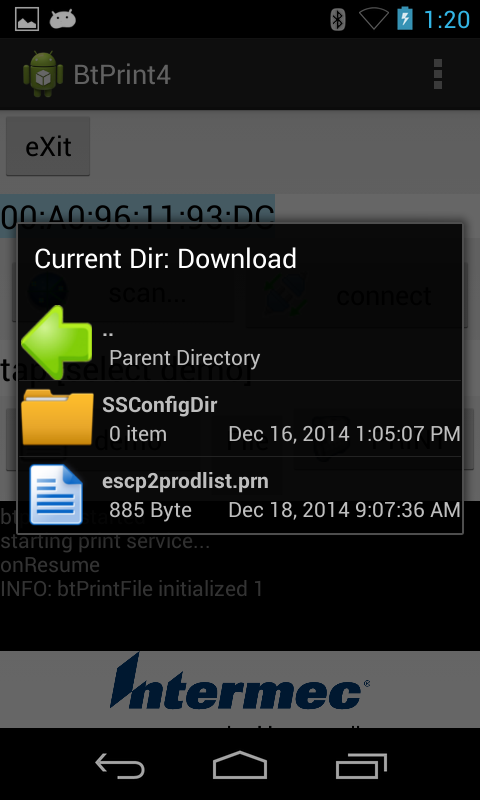 1:20
BtPrint4
eXit
00:A0:96:11:93:DC
Current Dir: Download
scan...
connect
..
Parent Directory
SSConfigDir
0 item Dec 16, 2014 1:05:07 PM
escp2prodlist.prn
885 Byte Dec 18, 2014 9:07:36 AM
starting print service...
onResume
INFO: btPrintFile initialized 1
Intermec®